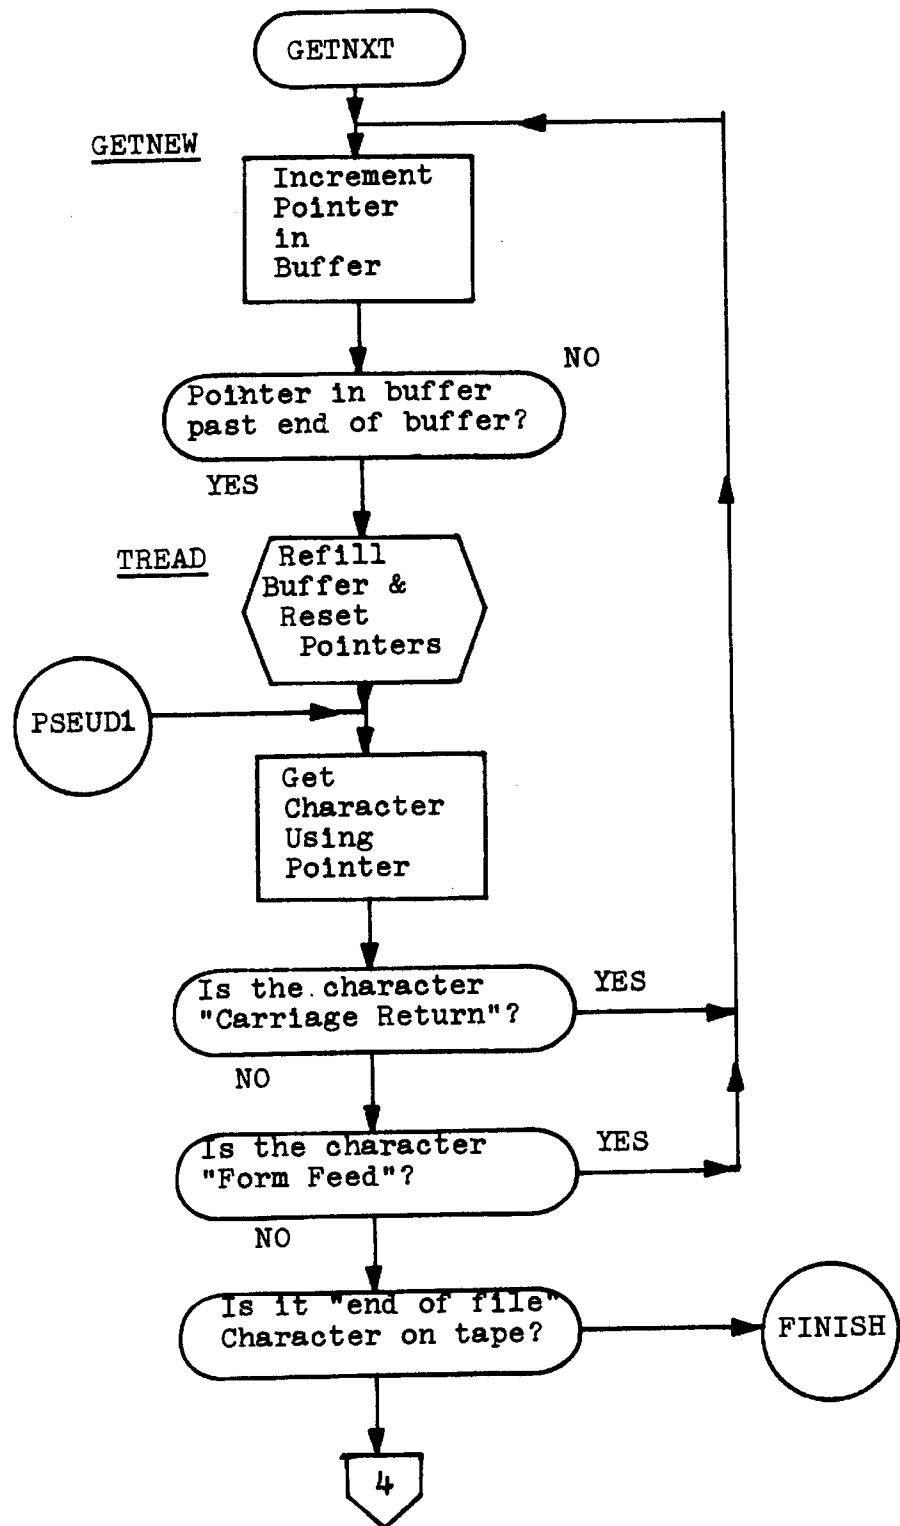 GETNXT
GETNEW
Increment
Pointer
in
Buffer
NO
Pointer in buffer
past end of buffer?
YES
TREAD
Refill
Buffer &
Reset
Pointers
PSEUD1
Get
Character
Using
Pointer
Is the character
"Carriage Return"?
YES
NO
Is the character
"Form Feed"?
YES
NO
Is it "end of file"
Character on tape?
FINISH
4